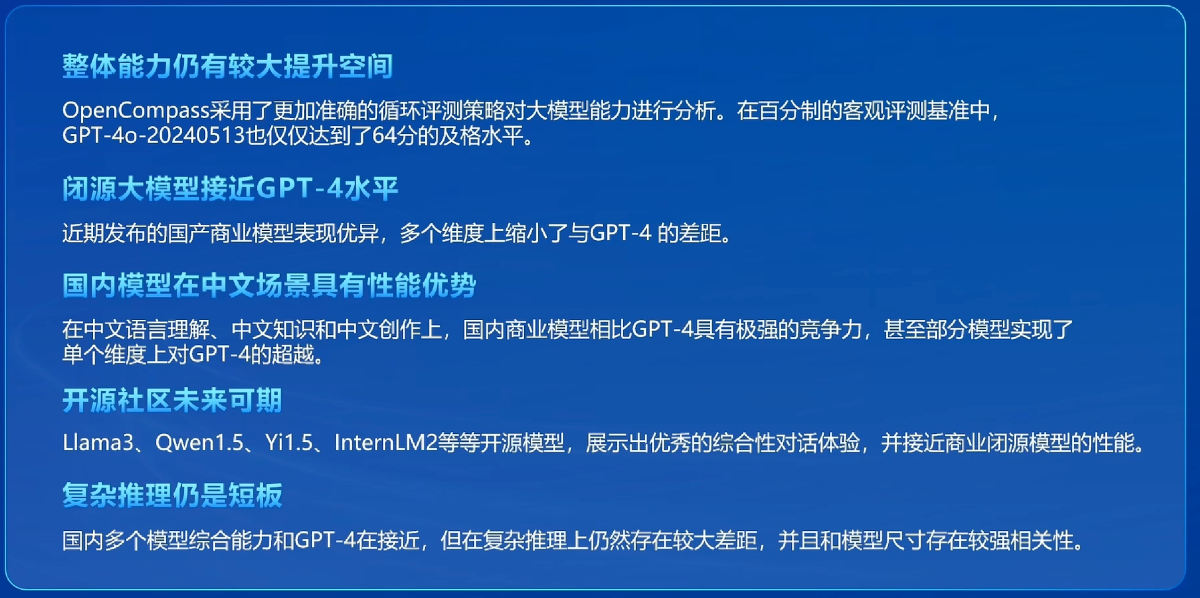 整体能力仍有较大提升空间
OpenCompass采用了更加准确的循环评测策略对大模型能力进行分析。在百分制的客观评测基准中，
GPT-4o-20240513也仅仅达到了64分的及格水平。
闭源大模型接近GPT-4水平
近期发布的国产商业模型表现优异，多个维度上缩小了与GPT-4 的差距。
国内模型在中文场景具有性能优势
在中文语言理解、中文知识和中文创作上，国内商业模型相比GPT-4具有极强的竞争力，甚至部分模型实现了
单个维度上对GPT-4的超越。
开源社区未来可期
Llama3、Qwen1.5、Yi1.5、InternLM2等等开源模型，展示出优秀的综合性对话体验，并接近商业闭源模型的性能。
复杂推理仍是短板
国内多个模型综合能力和GPT-4在接近，但在复杂推理上仍然存在较大差距，并且和模型尺寸存在较强相关性。